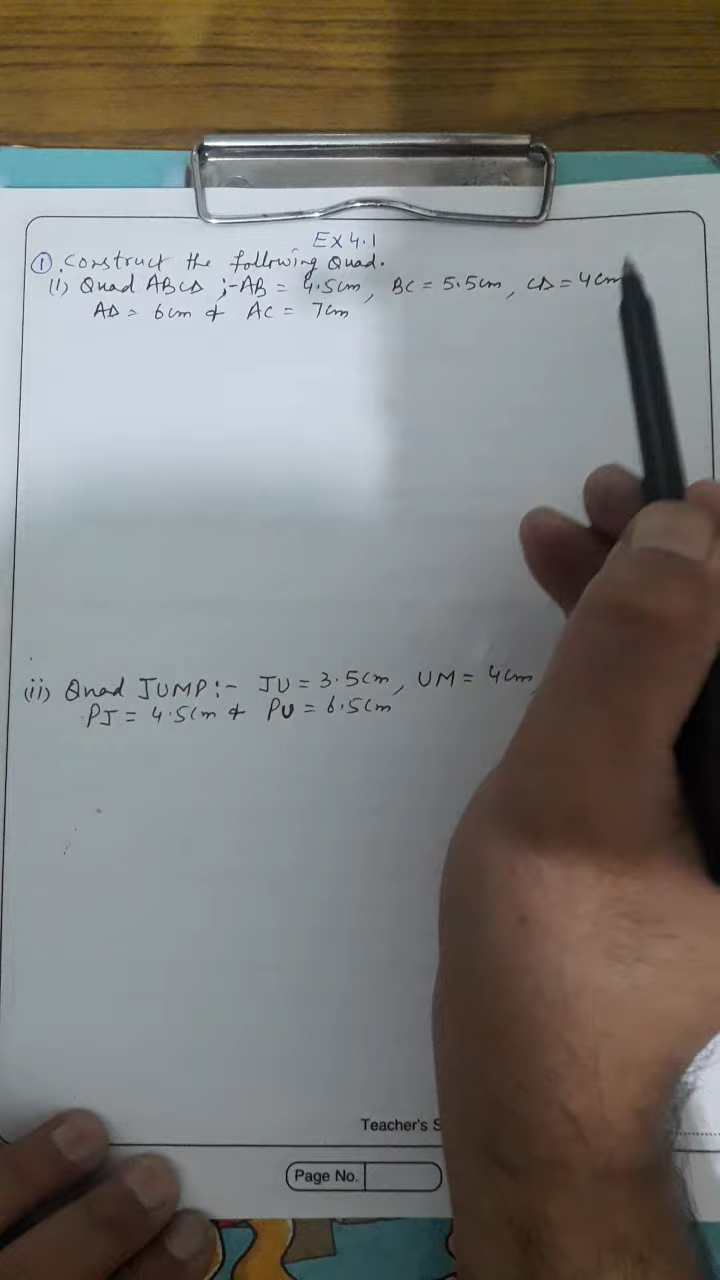 Ex 4.1
① Construct the following Quad.
(i) Quad ABCD ;- AB = 4.5cm, BC = 5.5cm, CD = 4cm
AD = 6cm & AC = 7cm
(ii) Quad JUMP :- JU = 3.5cm, UM = 4cm,
PJ = 4.5cm & PU = 6.5cm
Teacher's S
Page No.